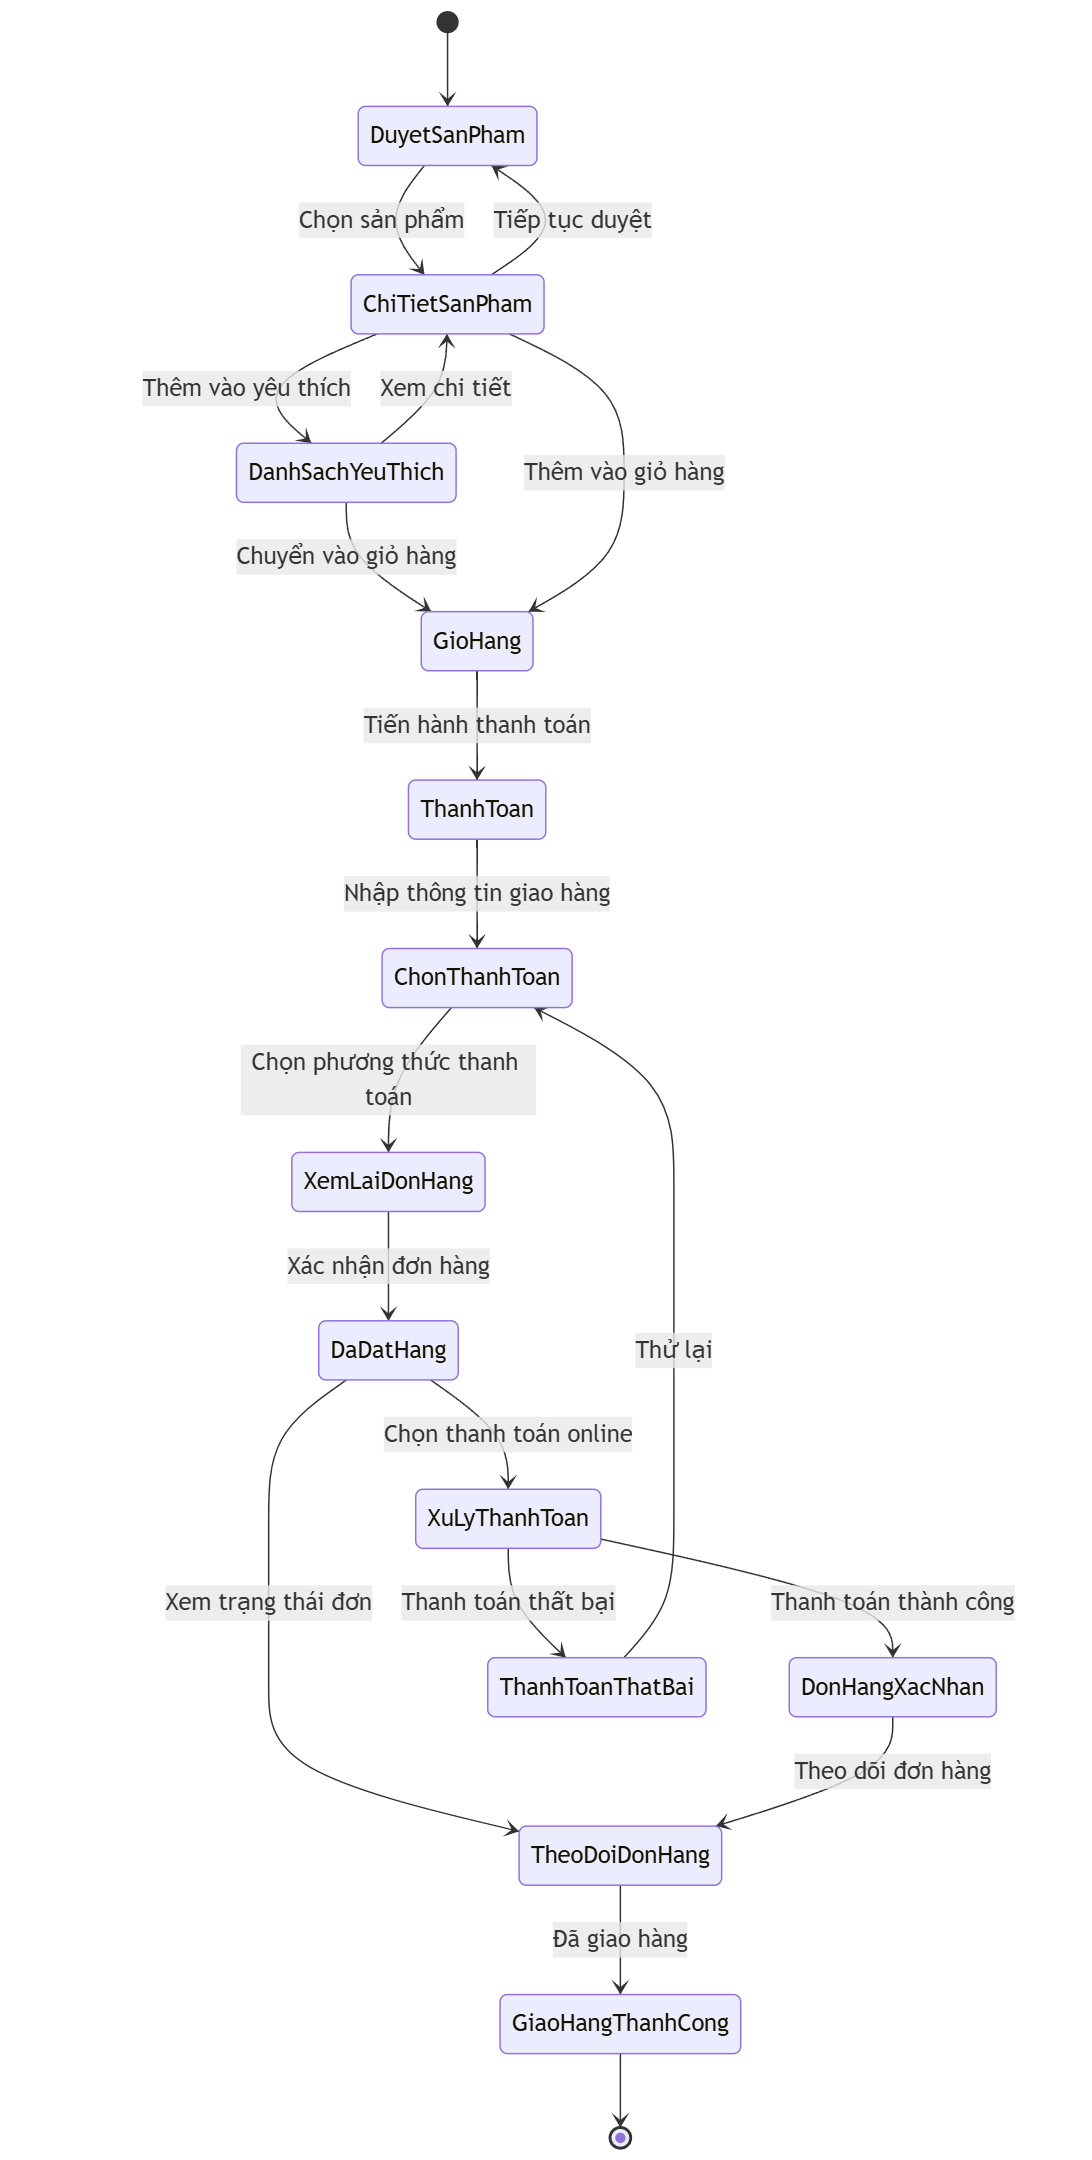 DuyetSanPham
Chọn sản phẩm
Tiếp tục duyệt
ChiTietSanPham
Thêm vào yêu thích
Xem chi tiết
DanhSachYeuThich
Thêm vào giỏ hàng
Chuyển vào giỏ hàng
GioHang
Tiến hành thanh toán
ThanhToan
Nhập thông tin giao hàng
ChonThanhToan
Chọn phương thức thanh
toán
XemLaiDonHang
Xác nhận đơn hàng
DaDatHang
Thử lại
Chọn thanh toán online
XuLyThanhToan
Xem trạng thái đơn
Thanh toán thất bại
Thanh toán thành công
ThanhToanThatBai
DonHangXacNhan
Theo dõi đơn hàng
TheoDoiDonHang
Đã giao hàng
GiaoHangThanhCong